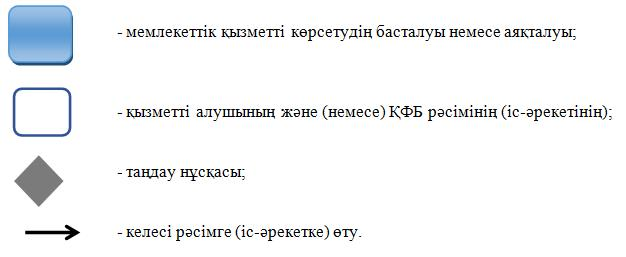 - мемлекеттік қызметті көрсетудің басталуы немесе аяқталуы;
- қызметті алушының және (немесе) ҚФБ рәсімінің (іс-әрекетінің);
- таңдау нұсқасы;
- келесі рәсімге (іс-әрекетке) өту.